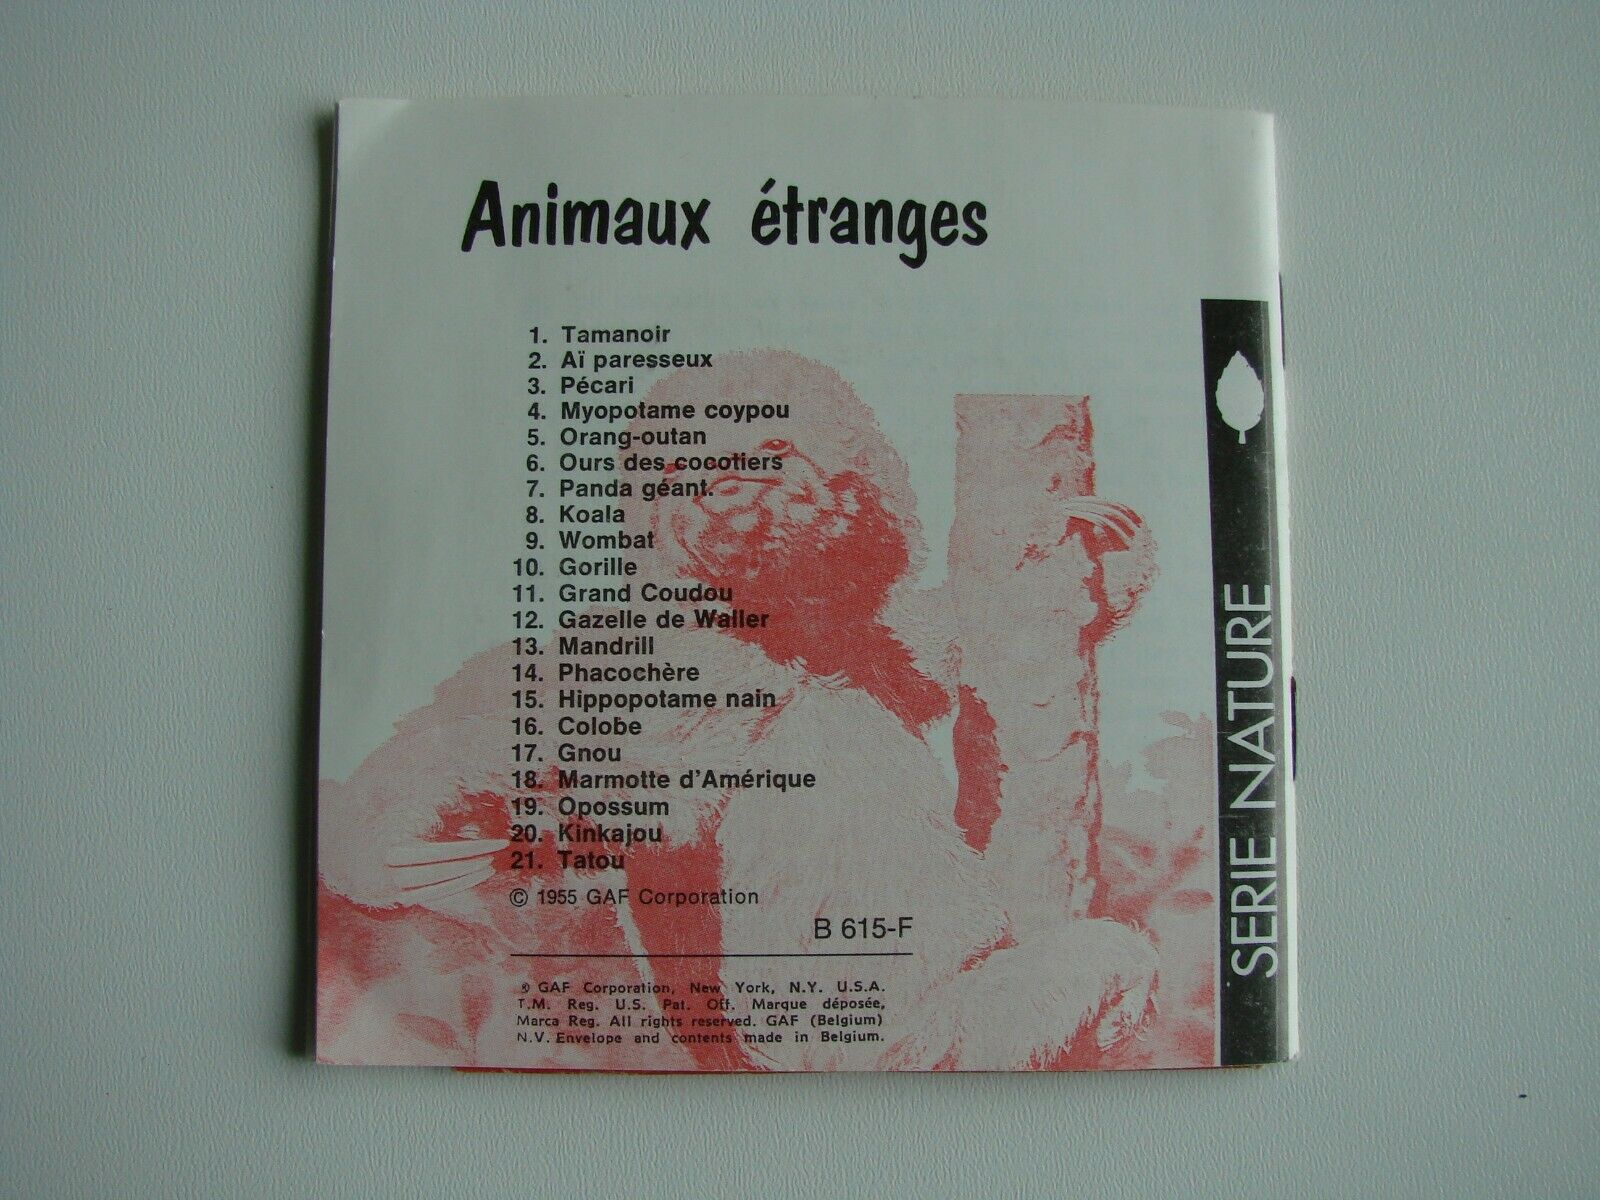 Animaux étranges
1. Tamanoir
2. Aï paresseux
3. Pécari
4. Myopotame coypou
5. Orang-outan
6. Ours des cocotiers
7. Panda géant.
8. Koala
9. Wombat
10. Gorille
11. Grand Coudou
12. Gazelle de Waller
13. Mandrill
14. Phacochère
15. Hippopotame nain
16. Colobe
17. Gnou
18. Marmotte d'Amérique
19. Opossum
20. Kinkajou
21. Tatou
© 1955 GAF Corporation
B 615-F
® GAF Corporation, New York, N.Y. U.S.A.
T.M. Reg. U.S. Pat. Off. Marque déposée,
Marca Reg. All rights reserved. GAF (Belgium)
N.V. Envelope and contents made in Belgium.
SERIE NATURE